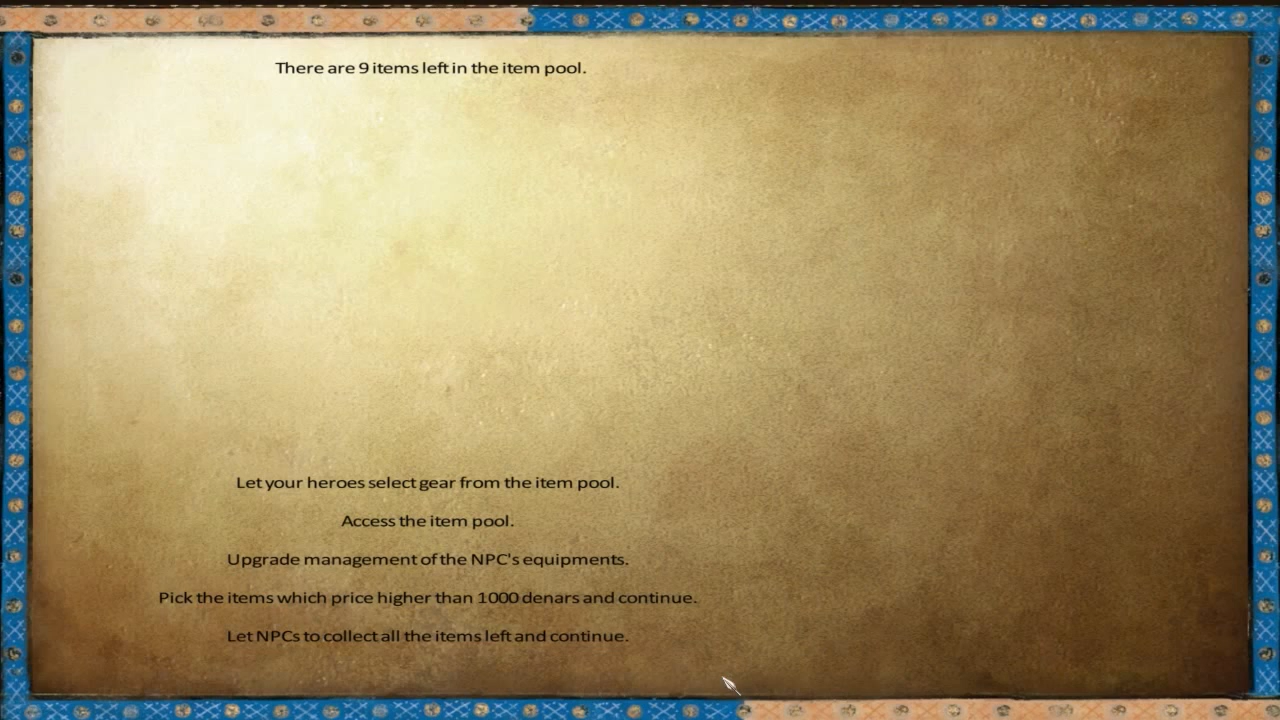 There are 9 items left in the item pool.
Let your heroes select gear from the item pool.
Access the item pool.
Upgrade management of the NPC's equipments.
Pick the items which price higher than 1000 denars and continue.
Let NPCs to collect all the items left and continue.